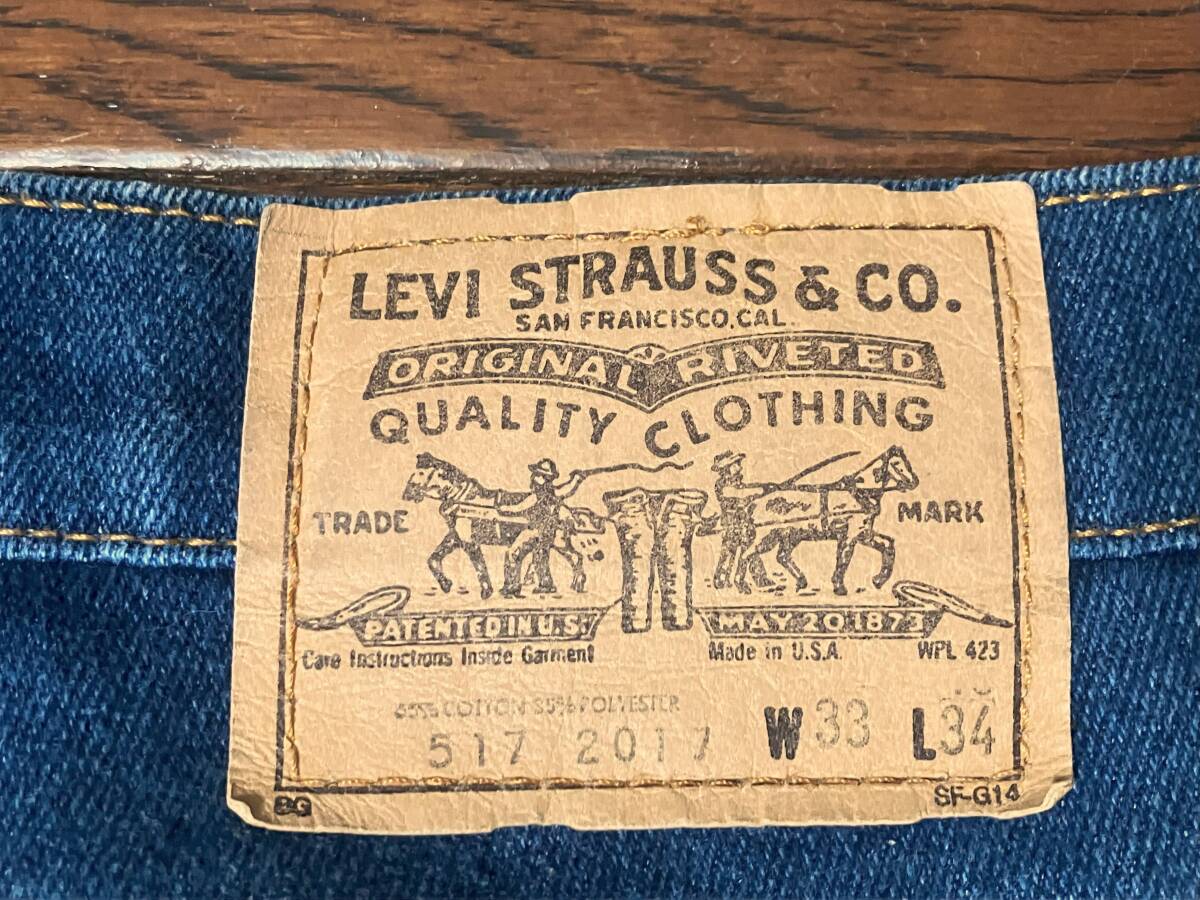 LEVI STRAUSS & CO.
SAN FRANCISCO, CAL.
ORIGINAL RIVETED
QUALITY CLOTHING
TRADE MARK
PATENTED IN U.S. MAY 20 1873
Care Instructions Inside Garment Made in U.S.A. WPL 423
65% COTTON 35% POLYESTER
517 2017 W 33 L 34
SF-G14